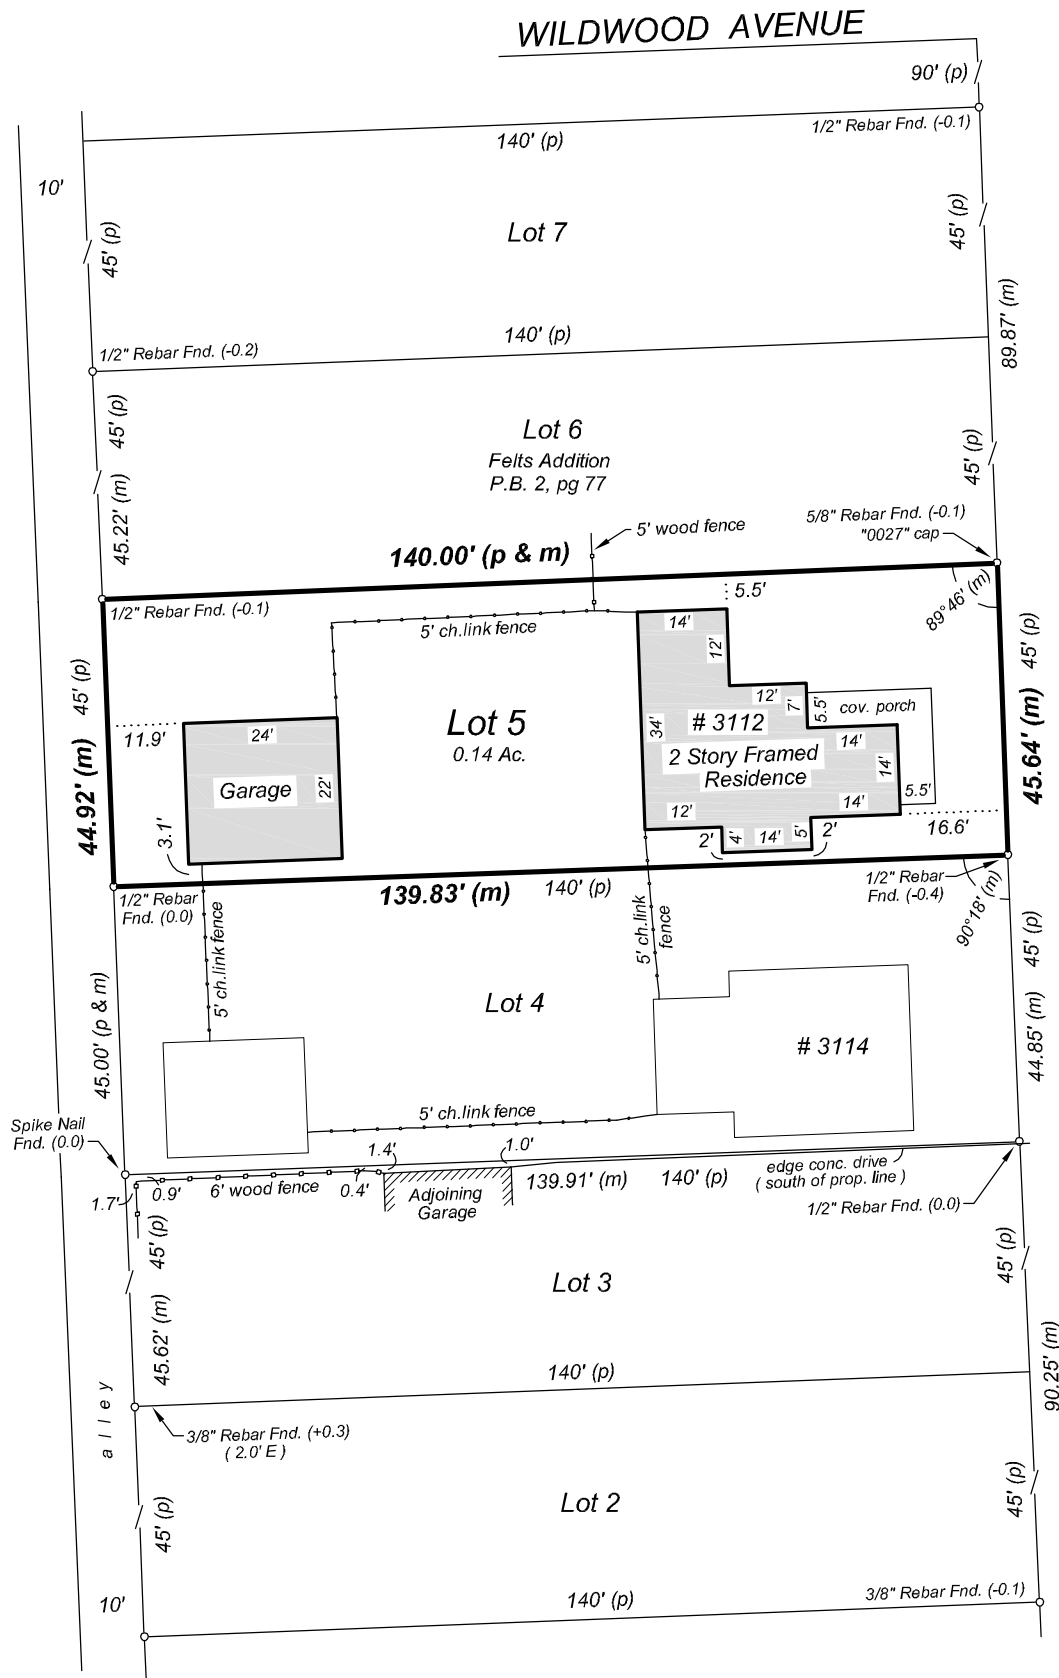 WILDWOOD AVENUE
90' (p)
1/2" Rebar Fnd. (-0.1)
140' (p)
10'
45' (p)
45' (p)
Lot 7
89.87' (m)
140' (p)
1/2" Rebar Fnd. (-0.2)
45' (p)
45' (p)
Lot 6
Felts Addition
P.B. 2, pg 77
45.22' (m)
5' wood fence
5/8" Rebar Fnd. (-0.1)
"0027" cap
140.00' (p & m)
1/2" Rebar Fnd. (-0.1)
5.5'
89°46' (m)
5' ch.link fence
14'
12'
45' (p)
45' (p)
12'
7'
5.5'
cov. porch
11.9'
24'
Lot 5
0.14 Ac.
34'
# 3112
2 Story Framed
Residence
14'
14'
14'
5.5'
44.92' (m)
45.64' (m)
Garage
22'
3.1'
12'
2'
4'
14'
5'
2'
16.6'
139.83' (m)
140' (p)
1/2" Rebar
Fnd. (0.0)
1/2" Rebar
Fnd. (-0.4)
90°18' (m)
5' ch.link fence
5' ch.link
fence
45' (p)
Lot 4
# 3114
45.00' (p & m)
44.85' (m)
Spike Nail
Fnd. (0.0)
5' ch.link fence
1.4'
1.0'
1.7'
0.9'
6' wood fence
0.4'
Adjoining
Garage
139.91' (m)
140' (p)
edge conc. drive
( south of prop. line )
1/2" Rebar Fnd. (0.0)
45' (p)
45' (p)
Lot 3
45.62' (m)
90.25' (m)
140' (p)
alley
3/8" Rebar Fnd. (+0.3)
( 2.0' E )
45' (p)
45' (p)
Lot 2
10'
140' (p)
3/8" Rebar Fnd. (-0.1)